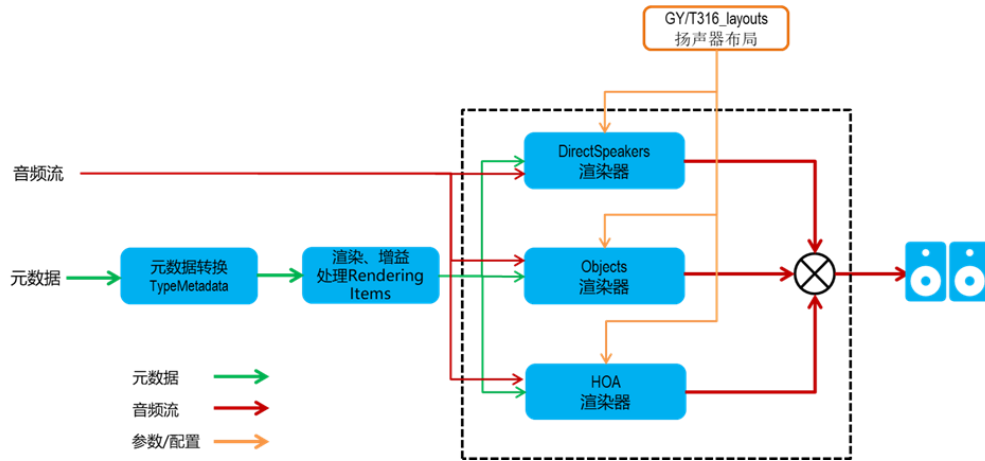 GY/T316_layouts
扬声器布局
DirectSpeakers
渲染器
音频流
元数据
元数据转换
TypeMetadata
渲染、增益
处理Rendering
Items
Objects
渲染器
HOA
渲染器
元数据
音频流
参数/配置